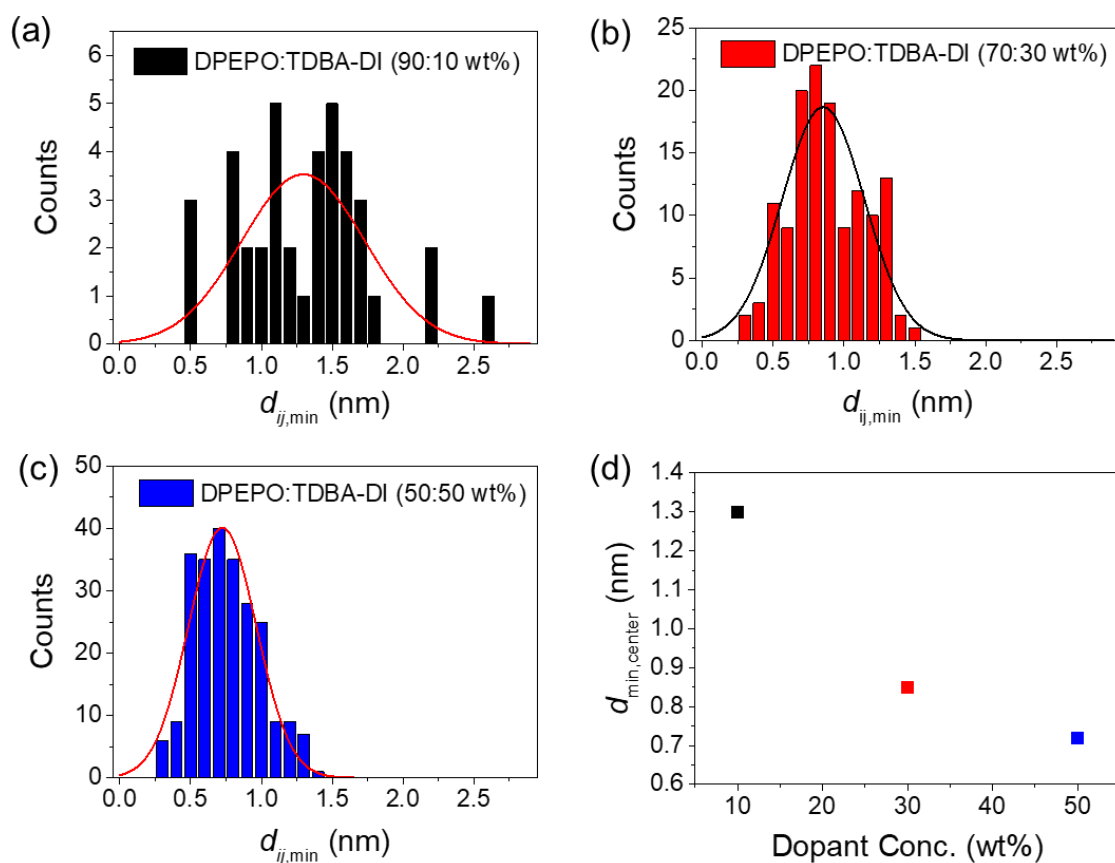 (a)
DPEPO:TDBA-DI (90:10 wt%)
Counts
6
5
4
3
2
1
0
0.0 0.5 1.0 1.5 2.0 2.5
d_ij,min (nm)
(b)
DPEPO:TDBA-DI (70:30 wt%)
Counts
25
20
15
10
5
0
0.0 0.5 1.0 1.5 2.0 2.5
d_ij,min (nm)
(c)
DPEPO:TDBA-DI (50:50 wt%)
Counts
50
40
30
20
10
0
0.0 0.5 1.0 1.5 2.0 2.5
d_ij,min (nm)
(d)
d_min,center (nm)
1.4
1.3
1.2
1.1
1.0
0.9
0.8
0.7
0.6
10 20 30 40 50
Dopant Conc. (wt%)